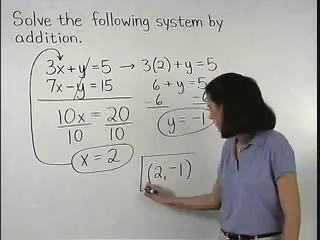 Solve the following system by
addition.
3x + y = 5 → 3(2) + y = 5
7x - y = 15
6 + y = 5
-6 -6
10x = 20
10 10
y = -1
x = 2
(2, -1)